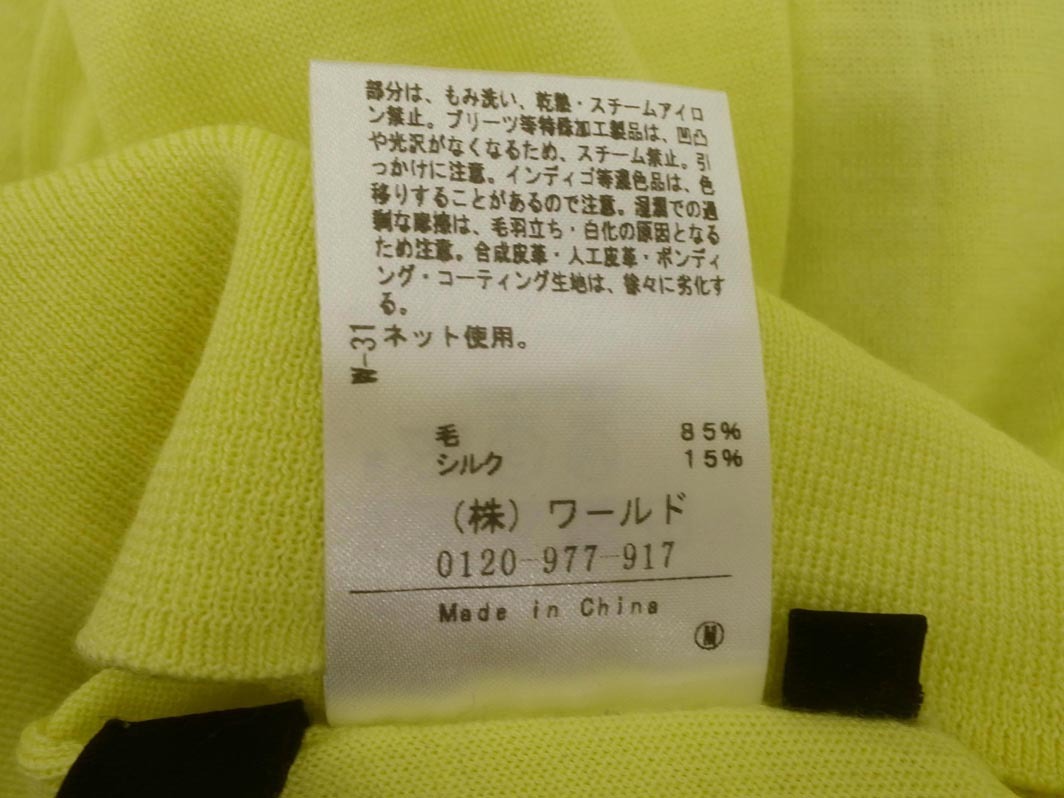 部分は、もみ洗い、乾熱・スチームアイロ
ン禁止。プリーツ等特殊加工製品は、凹凸
や光沢がなくなるため、スチーム禁止。引
っかけに注意。インディゴ等濃色品は、色
移りすることがあるので注意。湿潤での過
剰な摩擦は、毛羽立ち・白化の原因となる
ため注意。合成皮革・人工皮革・ボンディ
ング・コーティング生地は、徐々に劣化す
る。
ネット使用。
W-31
毛 85%
シルク 15%
（株）ワールド
0120-977-917
Made in China
M